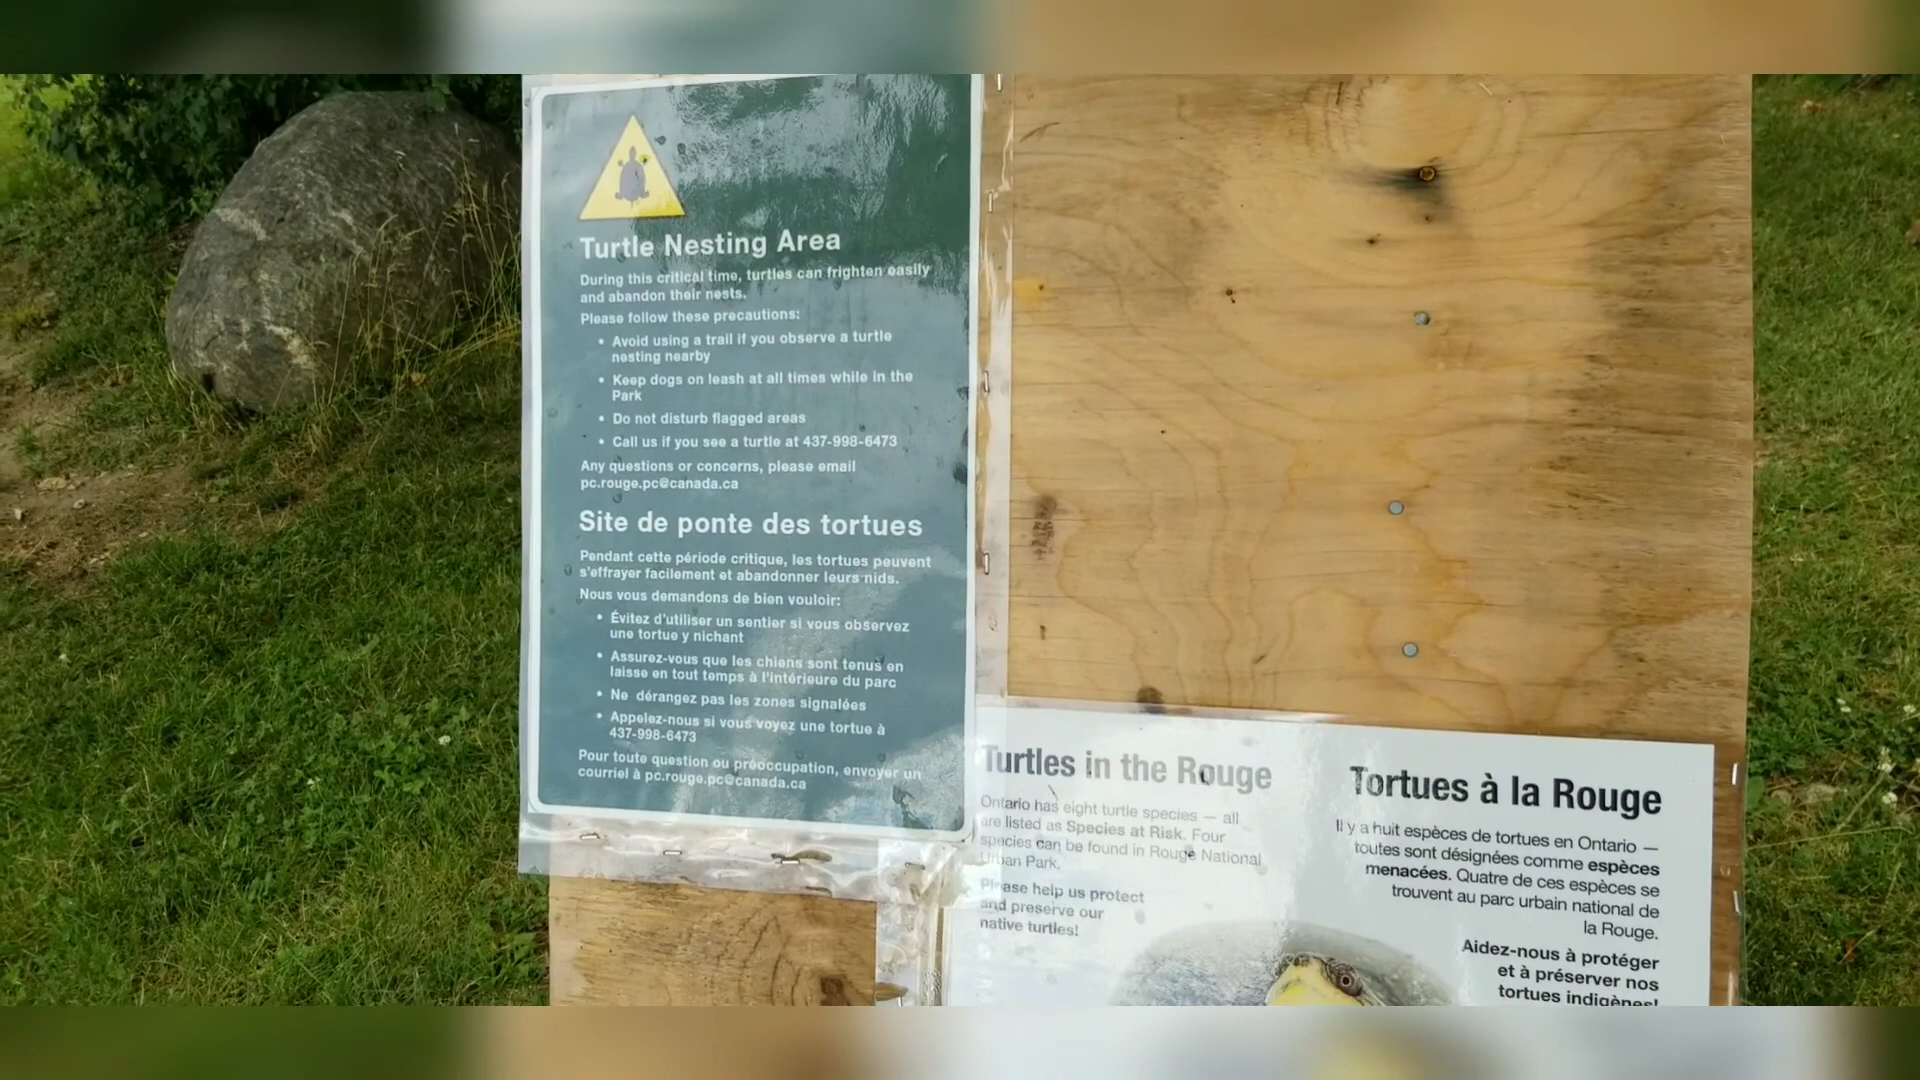 Turtle Nesting Area
During this critical time, turtles can frighten easily
and abandon their nests.
Please follow these precautions:
• Avoid using a trail if you observe a turtle
nesting nearby
• Keep dogs on leash at all times while in the
Park
• Do not disturb flagged areas
• Call us if you see a turtle at 437-998-6473
Any questions or concerns, please email
pc.rouge.pc@canada.ca
Site de ponte des tortues
Pendant cette période critique, les tortues peuvent
s'effrayer facilement et abandonner leurs nids.
Nous vous demandons de bien vouloir:
• Évitez d'utiliser un sentier si vous observez
une tortue y nichant
• Assurez-vous que les chiens sont tenus en
laisse en tout temps à l'intérieure du parc
• Ne dérangez pas les zones signalées
• Appelez-nous si vous voyez une tortue à
437-998-6473
Pour toute question ou préoccupation, envoyer un
courriel à pc.rouge.pc@canada.ca
Turtles in the Rouge
Ontario has eight turtle species — all
are listed as Species at Risk. Four
species can be found in Rouge National
Urban Park.
Please help us protect
and preserve our
native turtles!
Tortues à la Rouge
Il y a huit espèces de tortues en Ontario —
toutes sont désignées comme espèces
menacées. Quatre de ces espèces se
trouvent au parc urbain national de
la Rouge.
Aidez-nous à protéger
et à préserver nos
tortues indigènes!